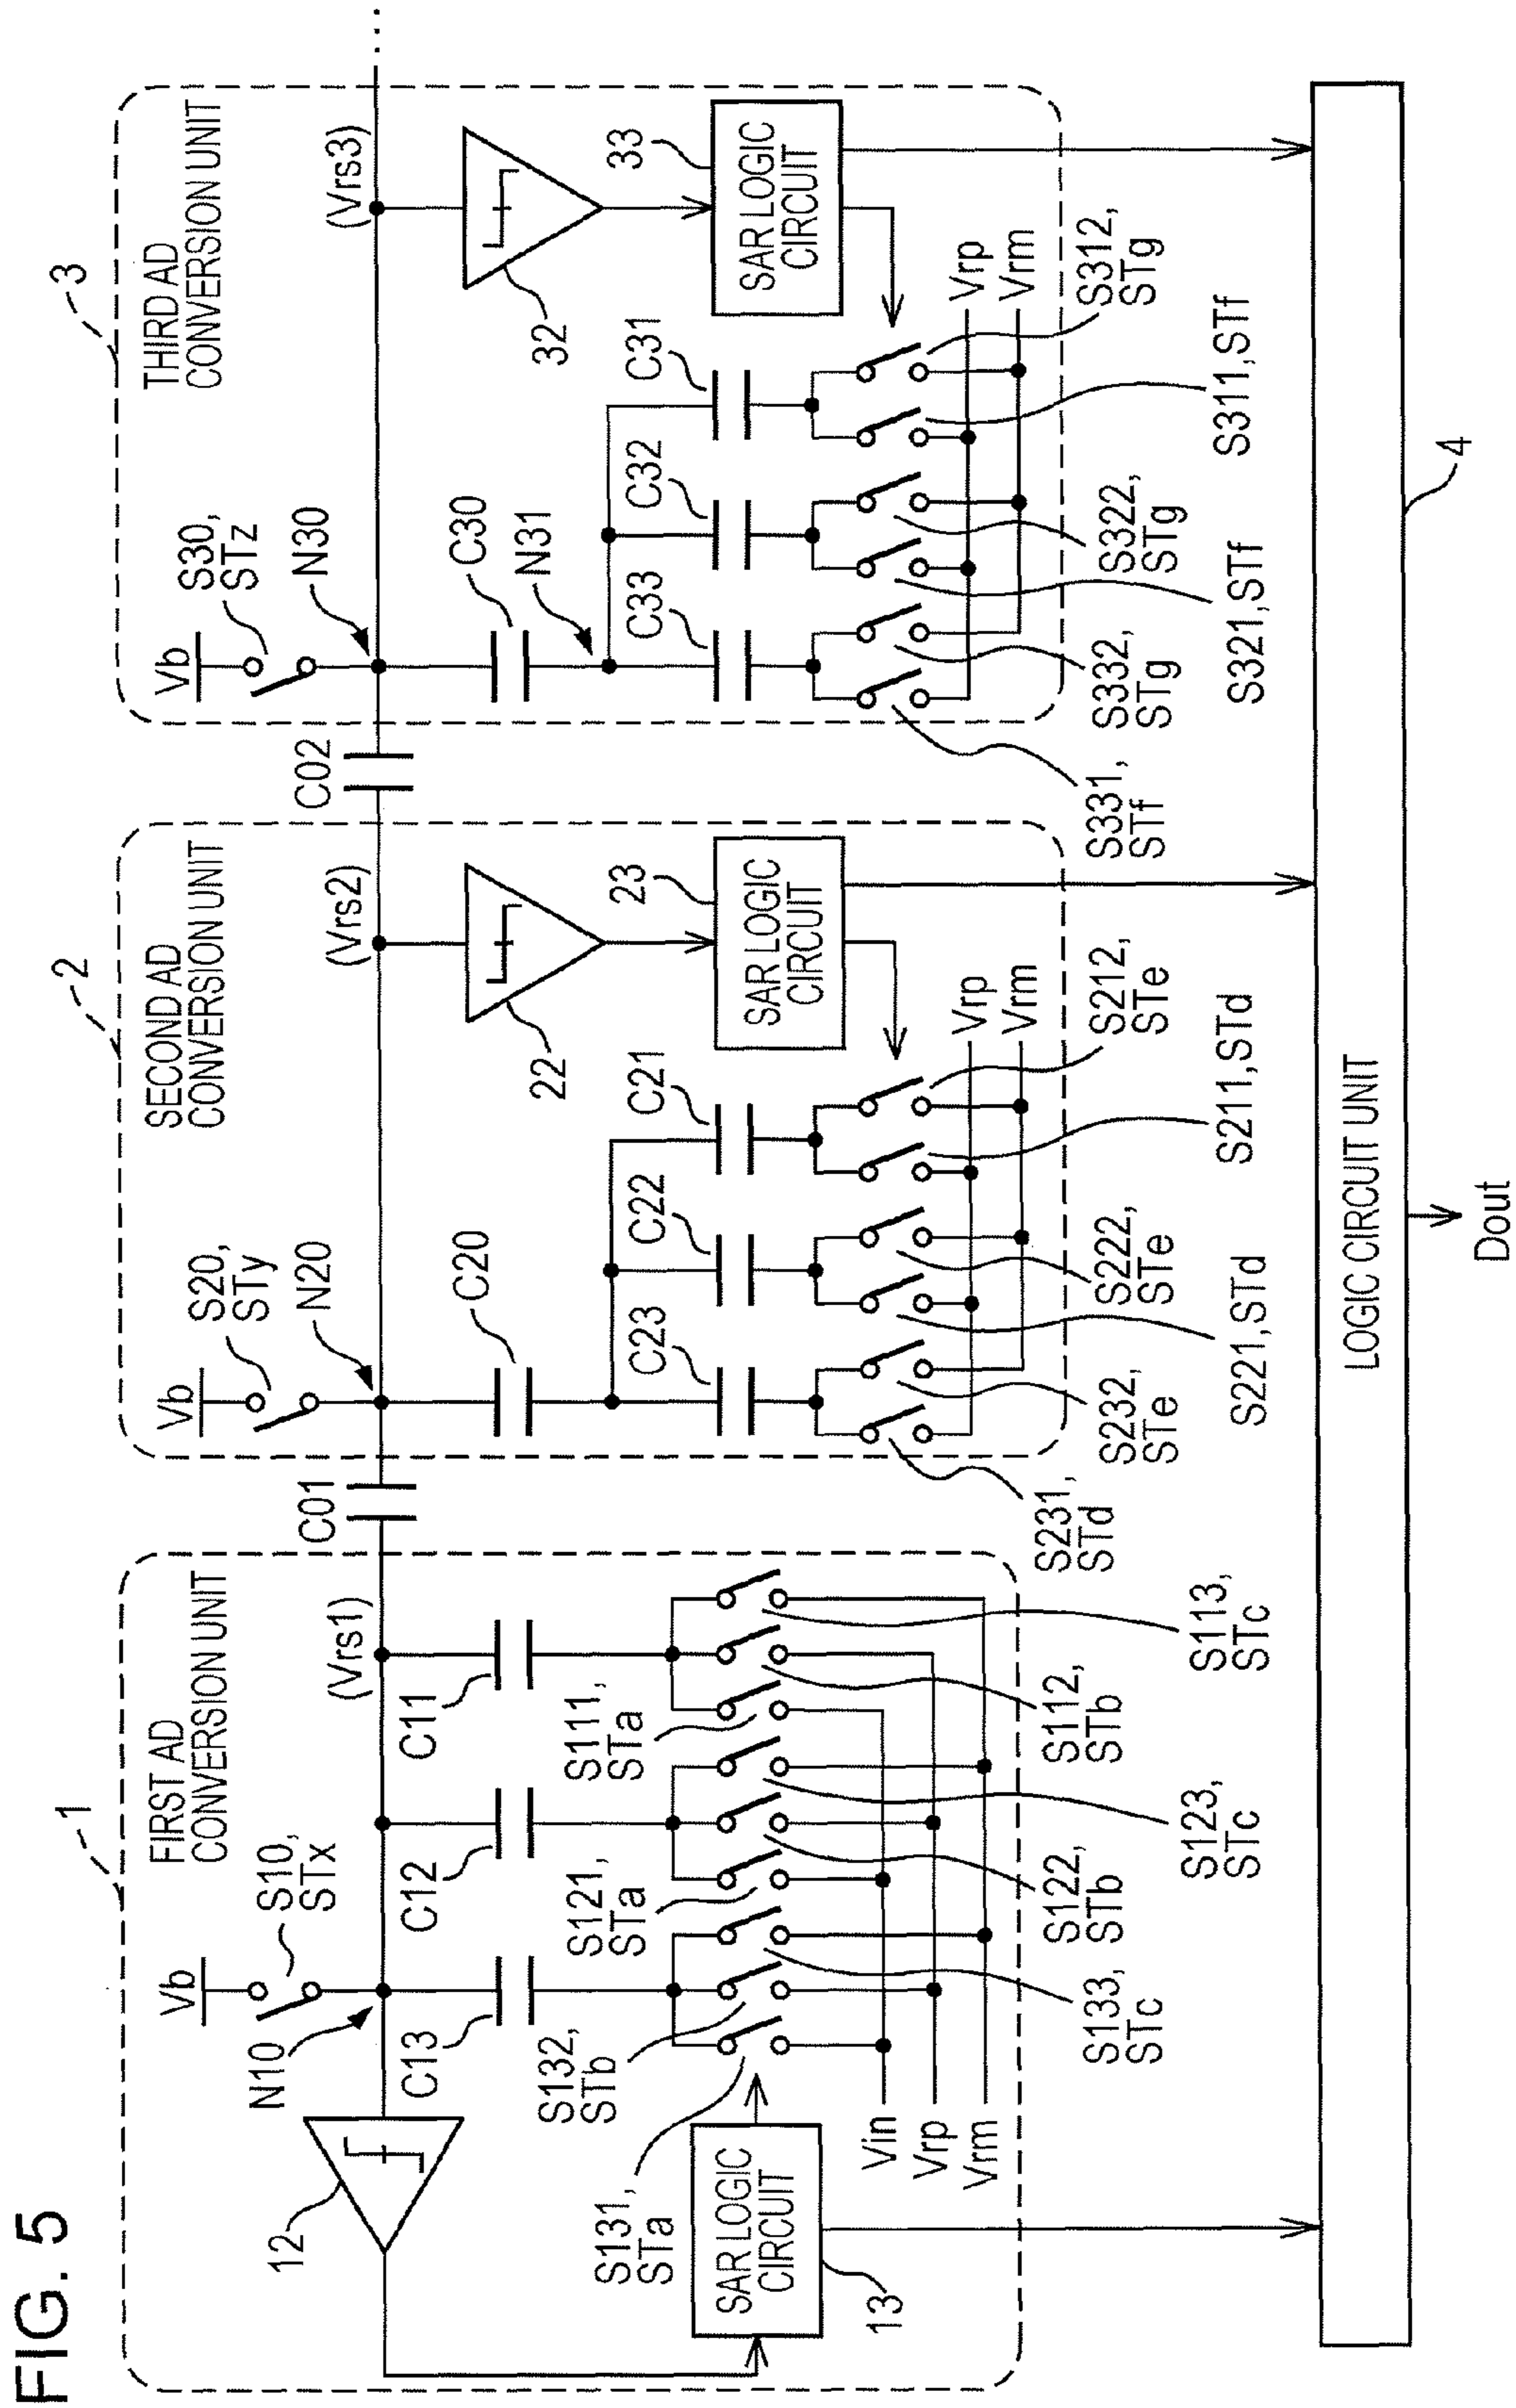 FIG. 5
1
FIRST AD
CONVERSION UNIT
Vb
S10,
STx
N10
(Vrs1)
12
C13
C12
C11
S132,
STb
S121,
STa
S111,
STa
S131,
STa
SAR LOGIC
CIRCUIT
13
Vin
Vrp
Vrm
S133,
STc
S122,
STb
S123,
STc
S112,
STb
S113,
STc
C01
2
SECOND AD
CONVERSION UNIT
Vb
S20,
STy
N20
(Vrs2)
C20
22
C23
C22
C21
23
SAR LOGIC
CIRCUIT
Vrp
Vrm
S231,
STd
S232,
STe
S221,STd
S222,
STe
S211,STd
S212,
STe
C02
3
THIRD AD
CONVERSION UNIT
Vb
S30,
STz
N30
(Vrs3)
C30
N31
32
C33
C32
C31
33
SAR LOGIC
CIRCUIT
Vrp
Vrm
S331,
STf
S332,
STg
S321,STf
S322,
STg
S311,STf
S312,
STg
LOGIC CIRCUIT UNIT
4
Dout